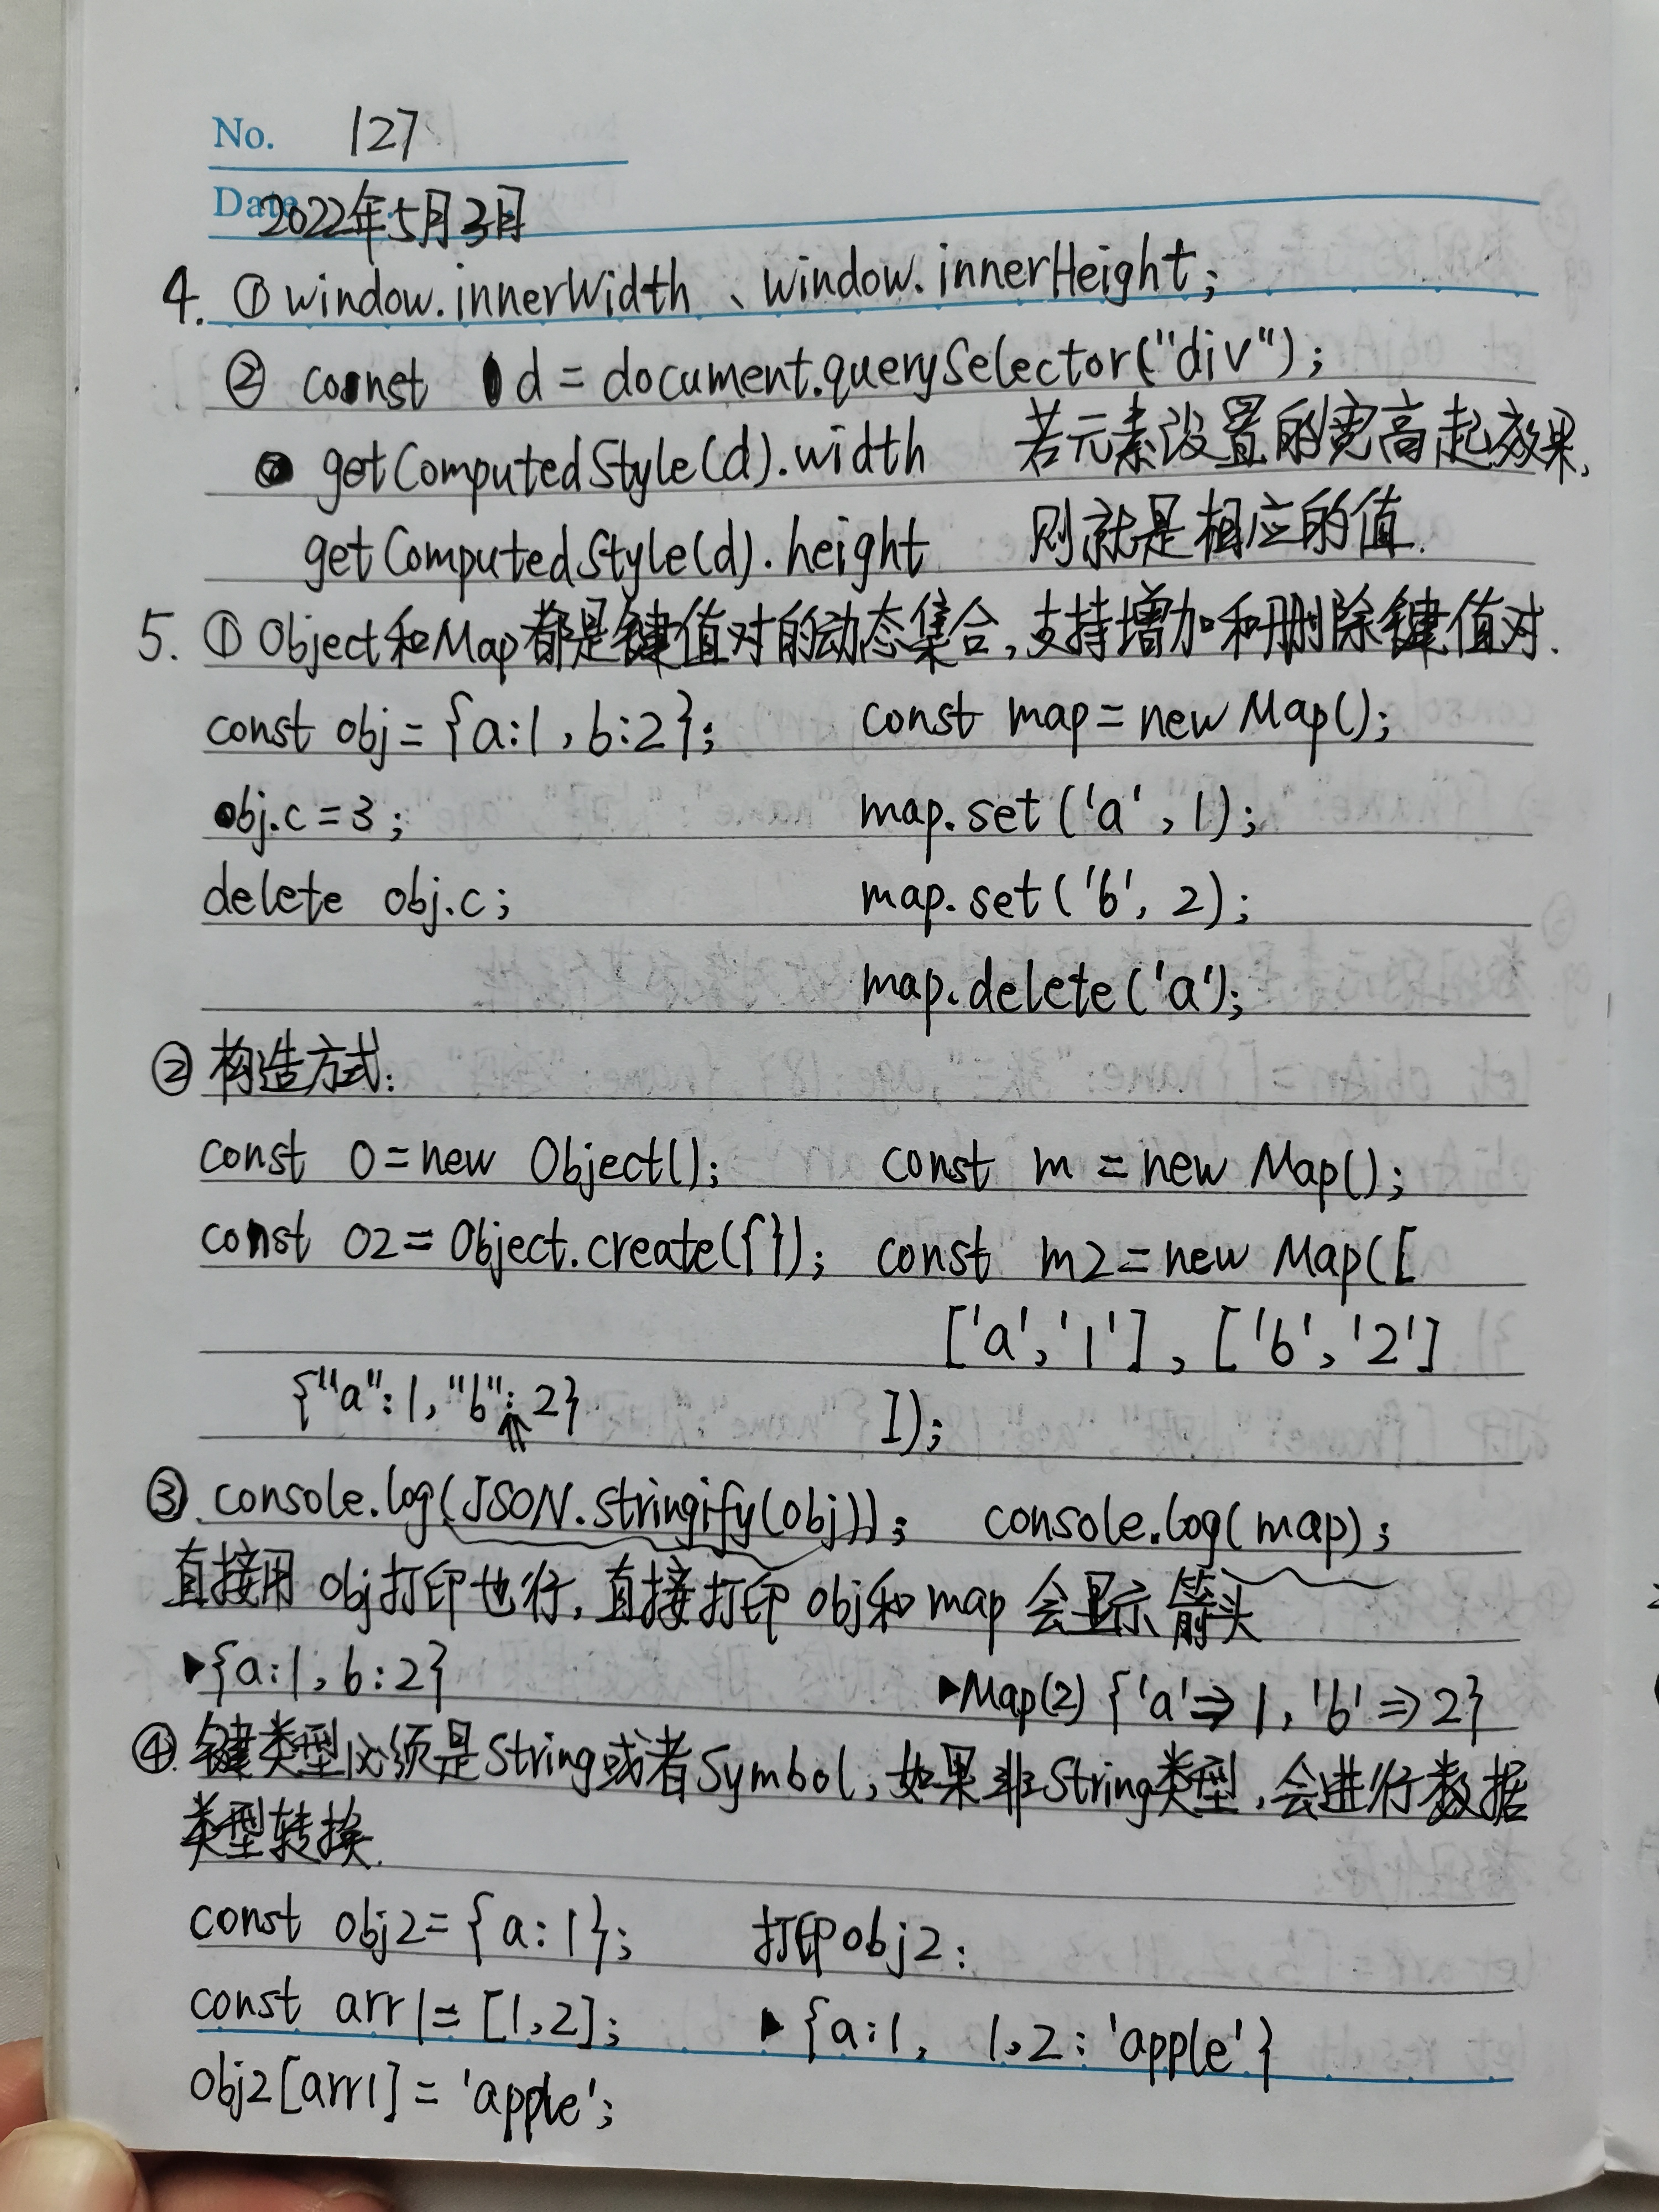 No. 127
Date 2022年5月3日
4. ① window.innerWidth、window.innerHeight;
② const d = document.querySelector("div");
getComputedStyle(d).width 若元素设置的宽高起效果,
getComputedStyle(d).height 则就是相应的值.
5. ① Object和Map都是键值对的动态集合,支持增加和删除键值对.
const obj = {a:1, b:2}; const map = new Map();
obj.c = 3; map.set('a', 1);
delete obj.c; map.set('b', 2);
map.delete('a');
② 构造方式:
const o = new Object(); const m = new Map();
const o2 = Object.create({}); const m2 = new Map([
['a','1'], ['b','2']
{"a":1, "b":2} ]);
③ console.log(JSON.stringify(obj)); console.log(map);
直接用obj打印也行,直接打印obj和map会显示箭头
▶{a:1, b:2} ▶Map(2) {'a' => 1, 'b' => 2}
④ 键类型必须是String或者Symbol,如果非String类型,会进行数据
类型转换.
const obj2 = {a:1}; 打印obj2:
const arr1 = [1,2]; ▶ {a:1, 1,2: 'apple'}
obj2[arr1] = 'apple';